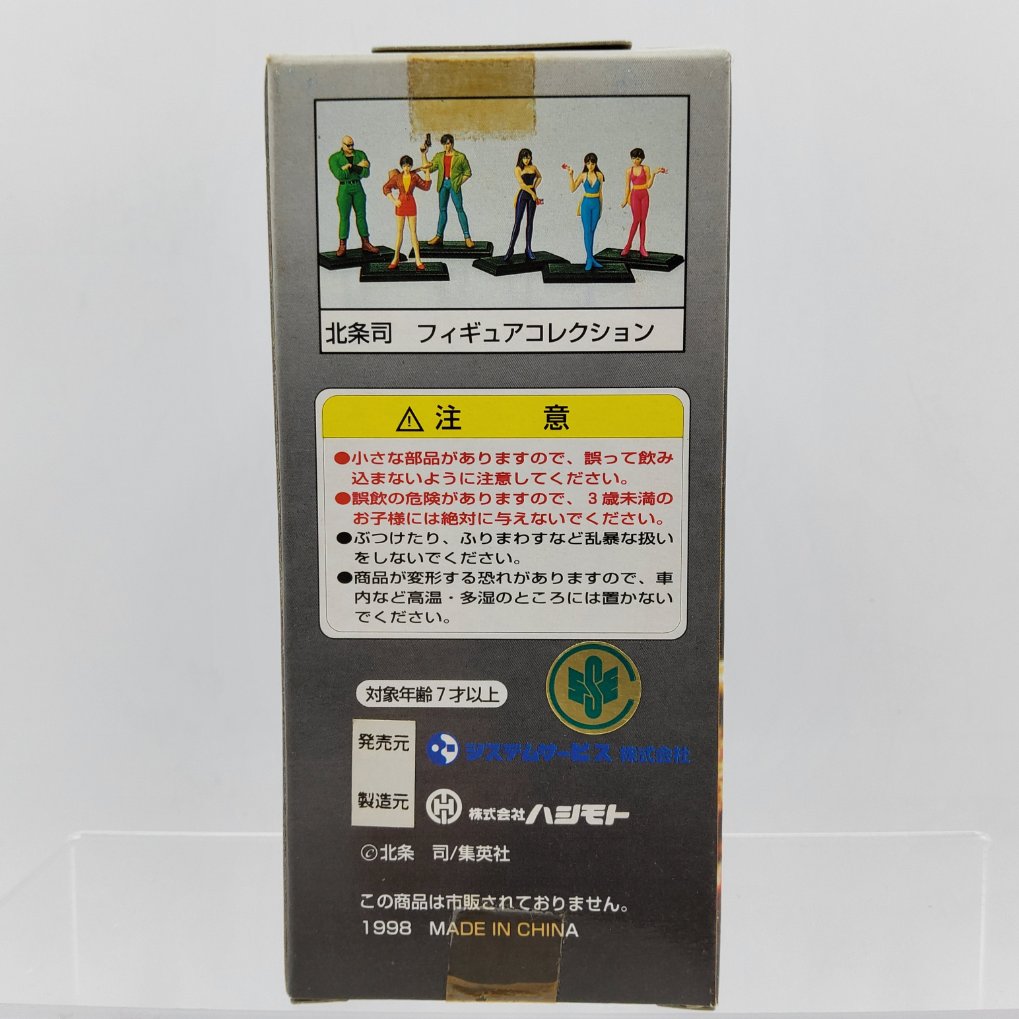 北条司　フィギュアコレクション
注　意
●小さな部品がありますので、誤って飲み
込まないように注意してください。
●誤飲の危険がありますので、３歳未満の
お子様には絶対に与えないでください。
●ぶつけたり、ふりまわすなど乱暴な扱い
をしないでください。
●商品が変形する恐れがありますので、車
内など高温・多湿のところには置かない
でください。
SSE
対象年齢７才以上
発売元 システムサービス 株式会社
製造元 株式会社ハシモト
©北条　司/集英社
この商品は市販されておりません。
1998 MADE IN CHINA